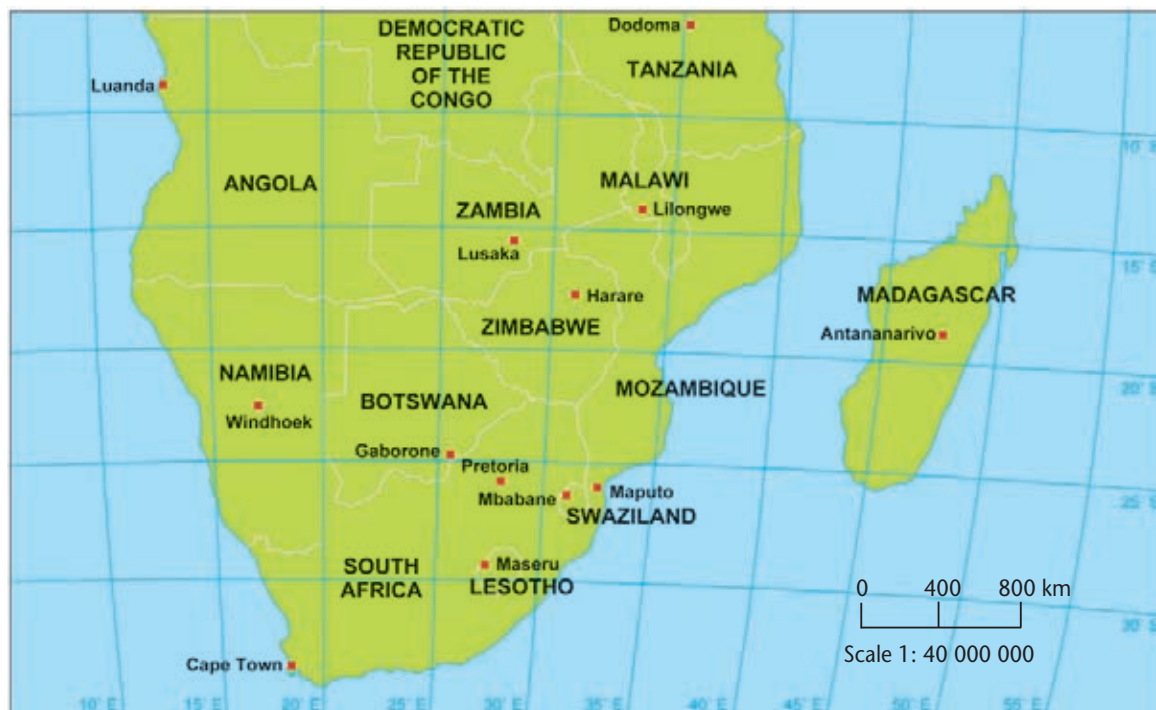 DEMOCRATIC
REPUBLIC
OF THE
CONGO
Dodoma
TANZANIA
Luanda
10° S
ANGOLA
MALAWI
ZAMBIA
Lilongwe
Lusaka
15° S
Harare
MADAGASCAR
ZIMBABWE
Antananarivo
NAMIBIA
MOZAMBIQUE
20° S
BOTSWANA
Windhoek
Gaborone
Pretoria
Mbabane
Maputo
25° S
SWAZILAND
SOUTH
AFRICA
Maseru
LESOTHO
0 400 800 km
30° S
Scale 1: 40 000 000
Cape Town
10° E 15° E 20° E 25° E 30° E 35° E 40° E 45° E 50° E 55° E